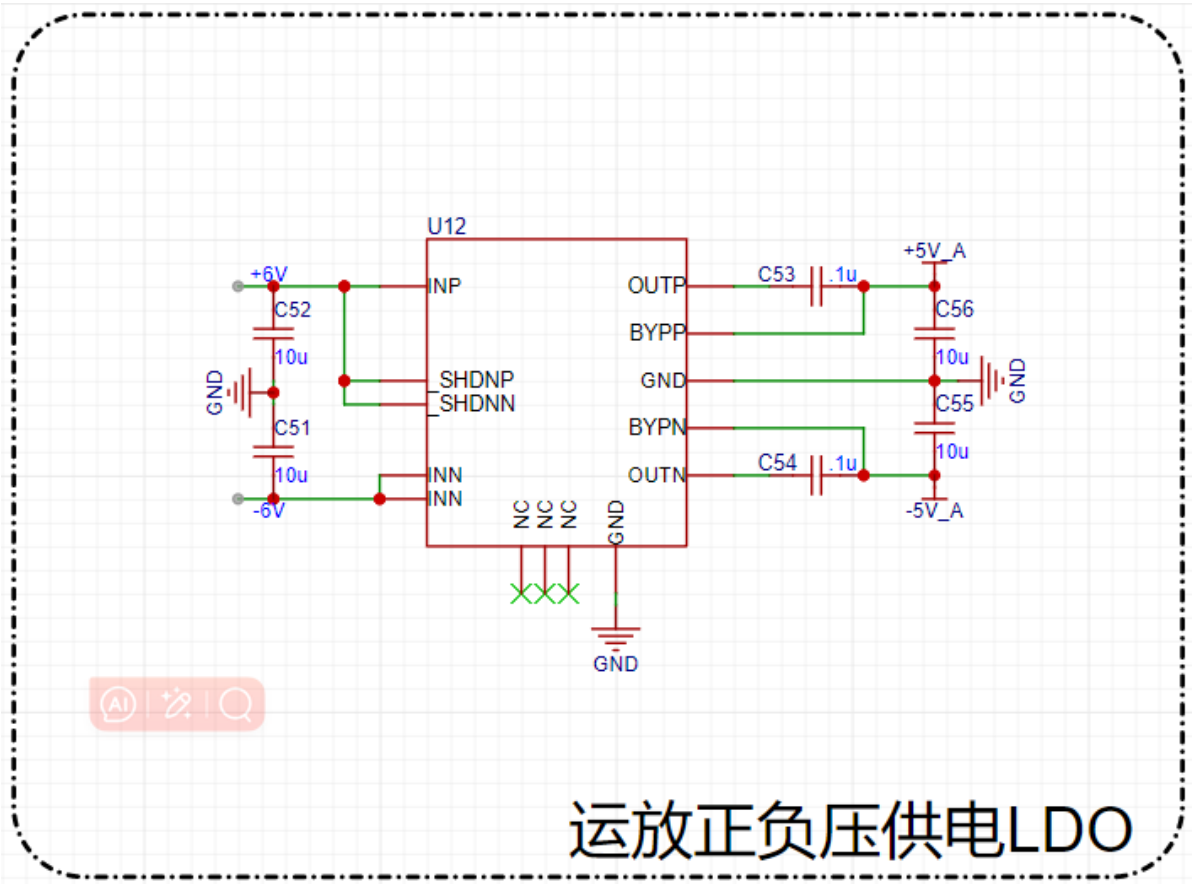 U12
+6V
INP
OUTP
C53
.1u
+5V_A
C52
C56
BYPP
10u
10u
GND
_SHDNP
GND
GND
_SHDNN
C55
C51
BYPN
10u
INN
OUTN
C54
.1u
10u
-6V
INN
NC
NC
NC
GND
-5V_A
GND
AI
运放正负压供电LDO